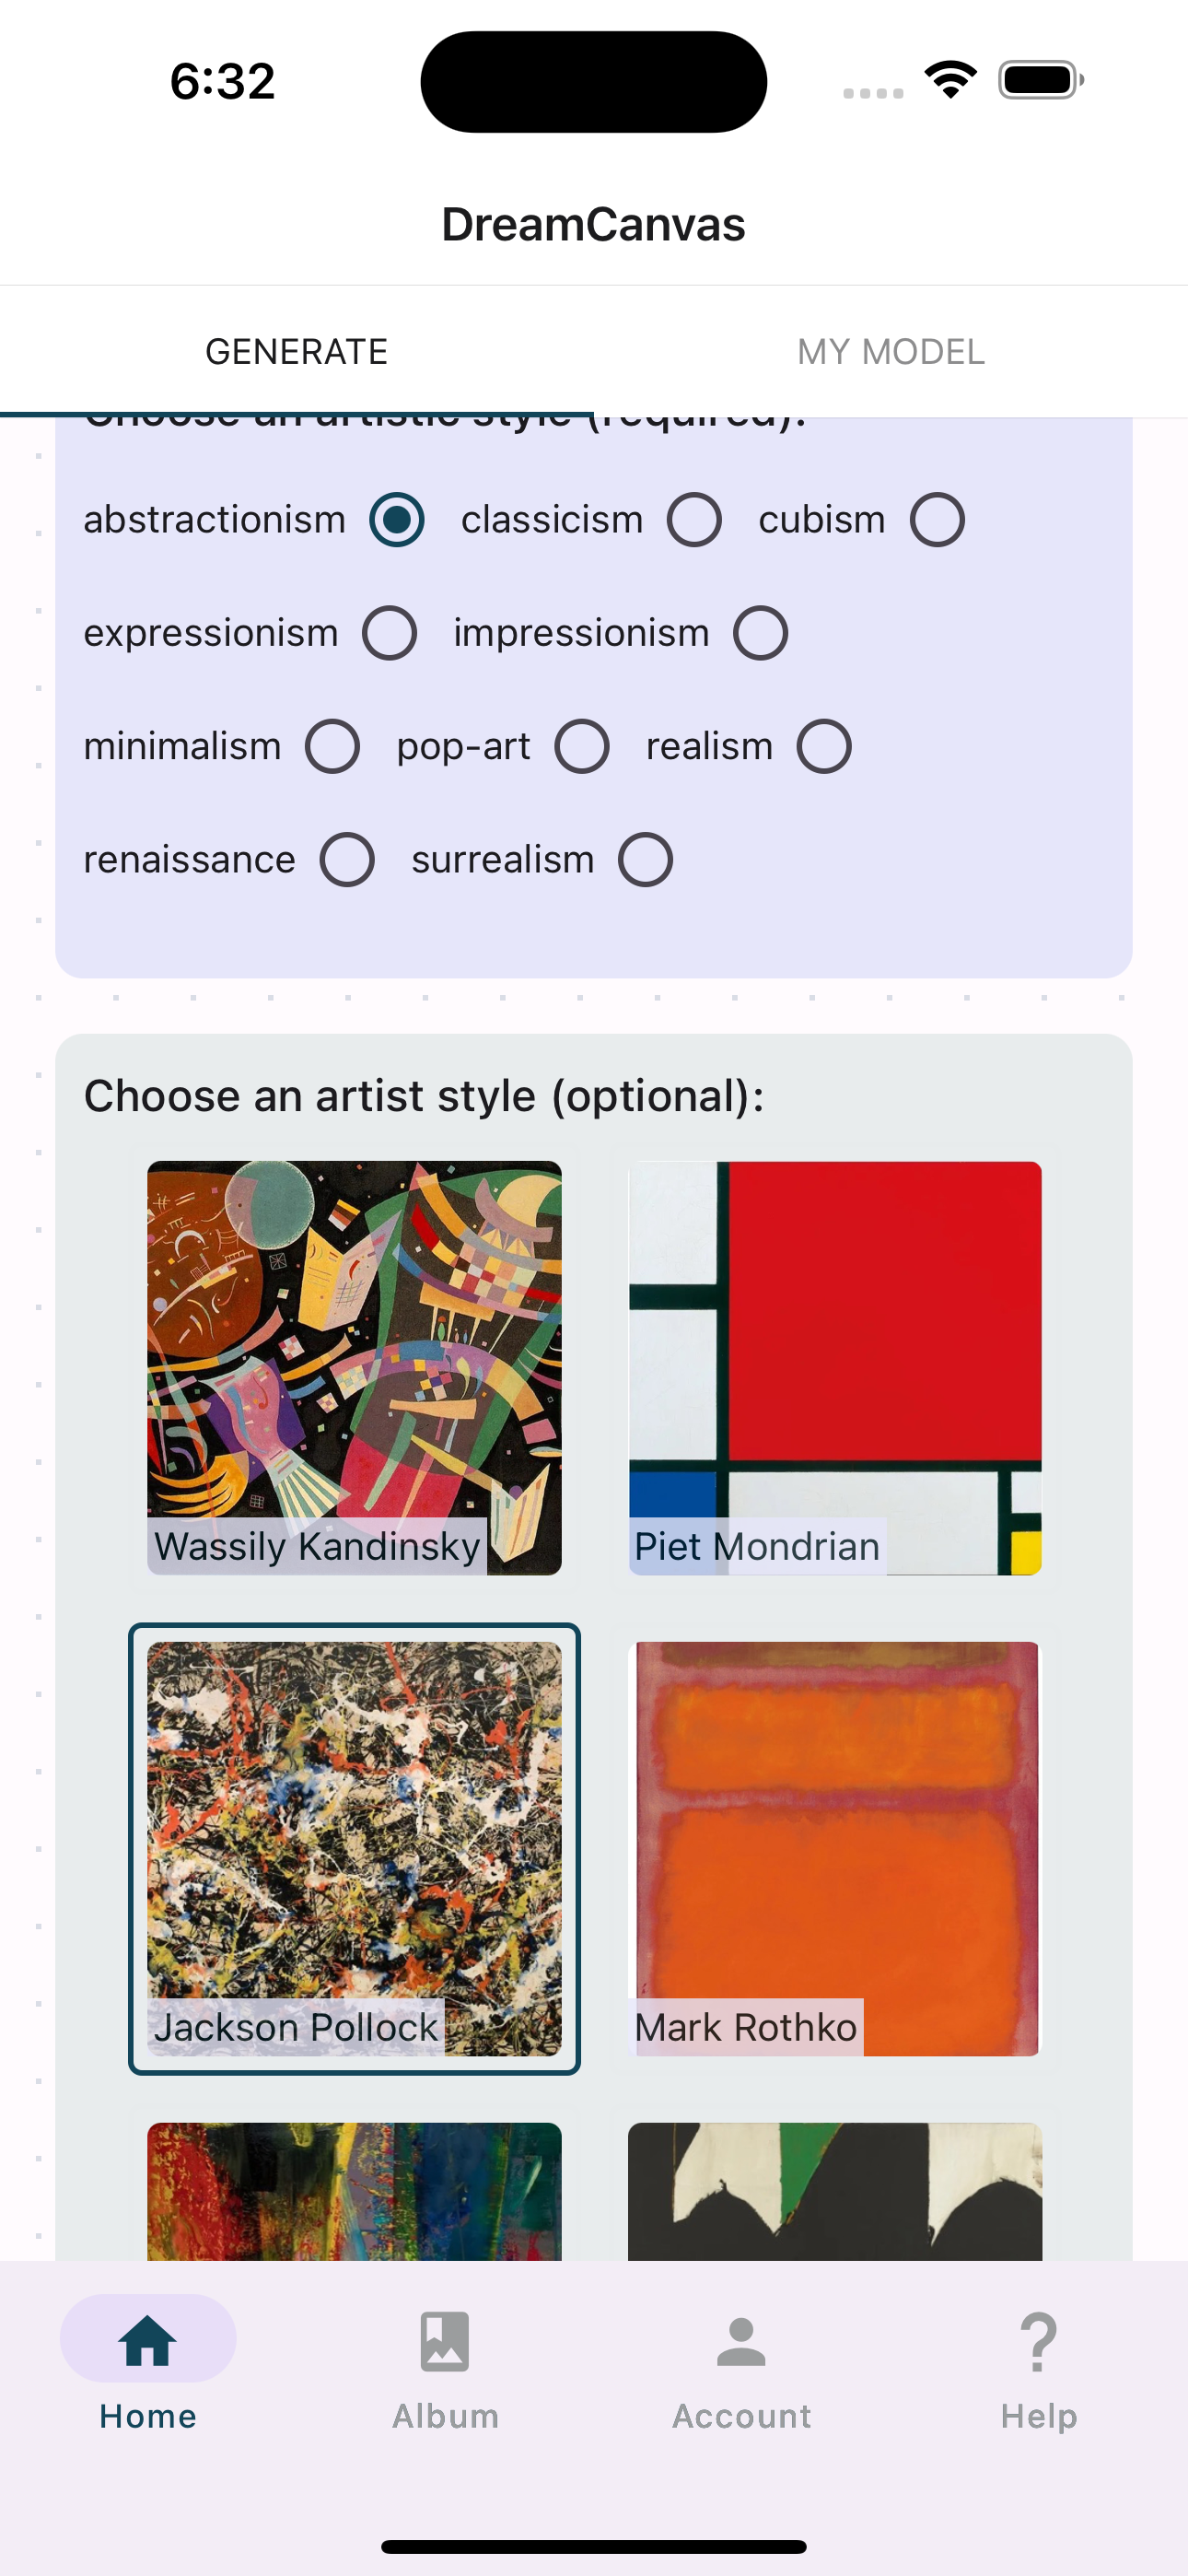 6:32
DreamCanvas
GENERATE MY MODEL
Choose an artistic style (required):
abstractionism classicism cubism
expressionism impressionism
minimalism pop-art realism
renaissance surrealism
Choose an artist style (optional):
Wassily Kandinsky Piet Mondrian
Jackson Pollock Mark Rothko
Home Album Account Help